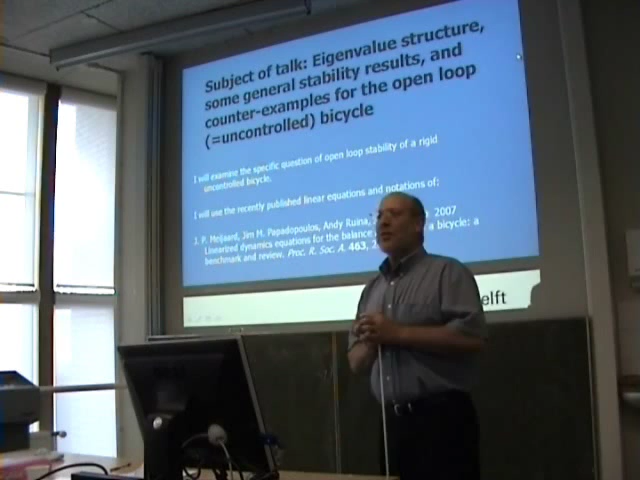 Subject of talk: Eigenvalue structure,
some general stability results, and
counter-examples for the open loop
(=uncontrolled) bicycle
I will examine the specific question of open loop stability of a rigid
uncontrolled bicycle.
I will use the recently published linear equations and notations of:
J. P. Meijaard, Jim M. Papadopoulos, Andy Ruina, 2007
Linearized dynamics equations for the balance a bicycle: a
benchmark and review. Proc. R. Soc. A. 463,
elft